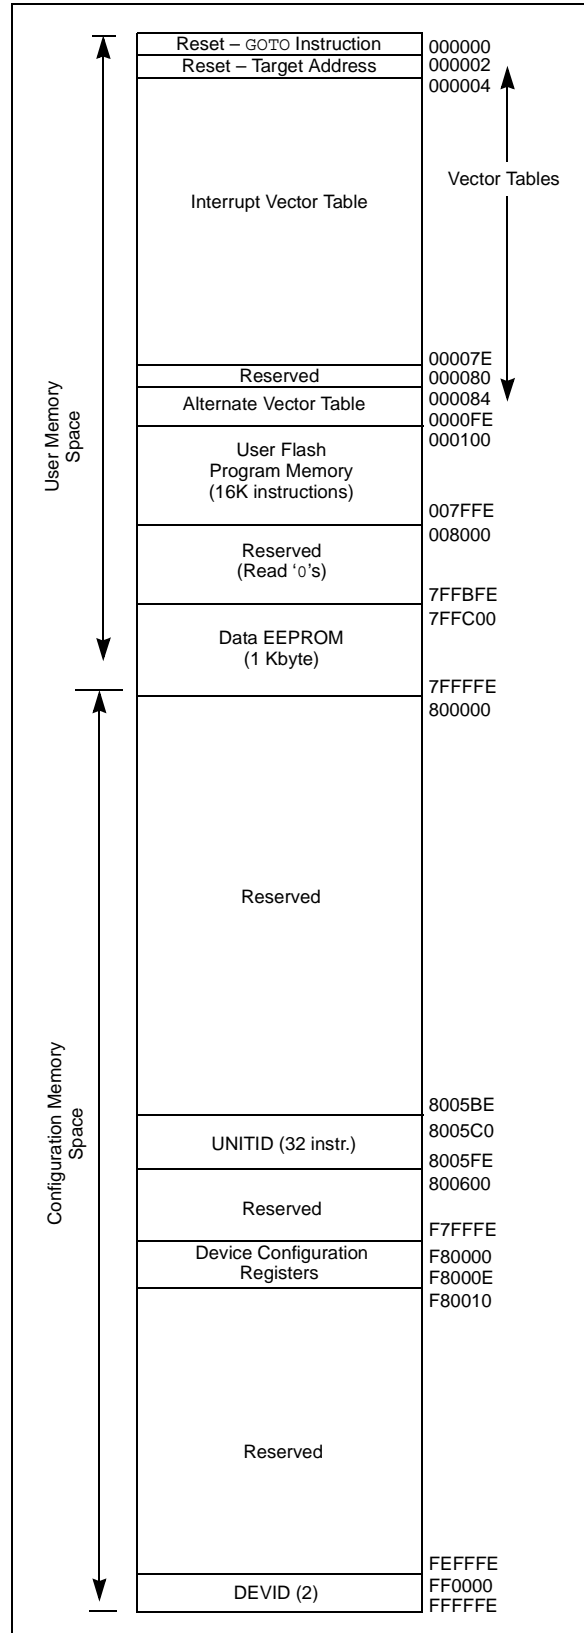 Reset – GOTO Instruction
000000
Reset – Target Address
000002
000004
Vector Tables
Interrupt Vector Table
00007E
Reserved
000080
Alternate Vector Table
000084
0000FE
000100
User Flash
Program Memory
(16K instructions)
007FFE
008000
Reserved
(Read ‘0’s)
7FFBFE
7FFC00
Data EEPROM
(1 Kbyte)
7FFFFE
800000
User Memory
Space
Reserved
8005BE
8005C0
UNITID (32 instr.)
8005FE
800600
Reserved
F7FFFE
Device Configuration
Registers
F80000
F8000E
F80010
Configuration Memory
Space
Reserved
FEFFFE
FF0000
DEVID (2)
FFFFFE